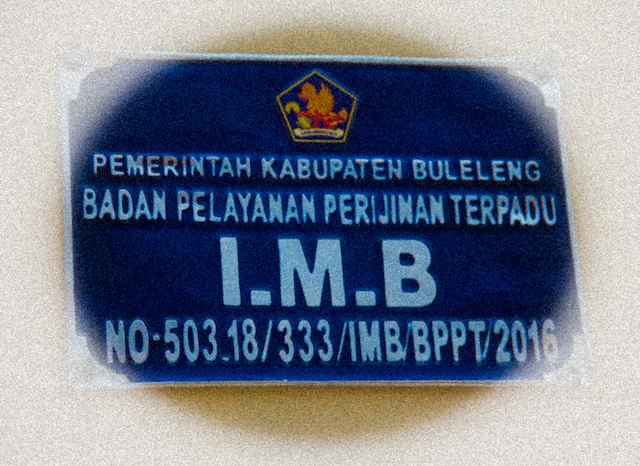 PEMERINTAH KABUPATEN BULELENG
BADAN PELAYANAN PERIJINAN TERPADU
I.M.B
NO-503.18/333/IMB/BPPT/2016